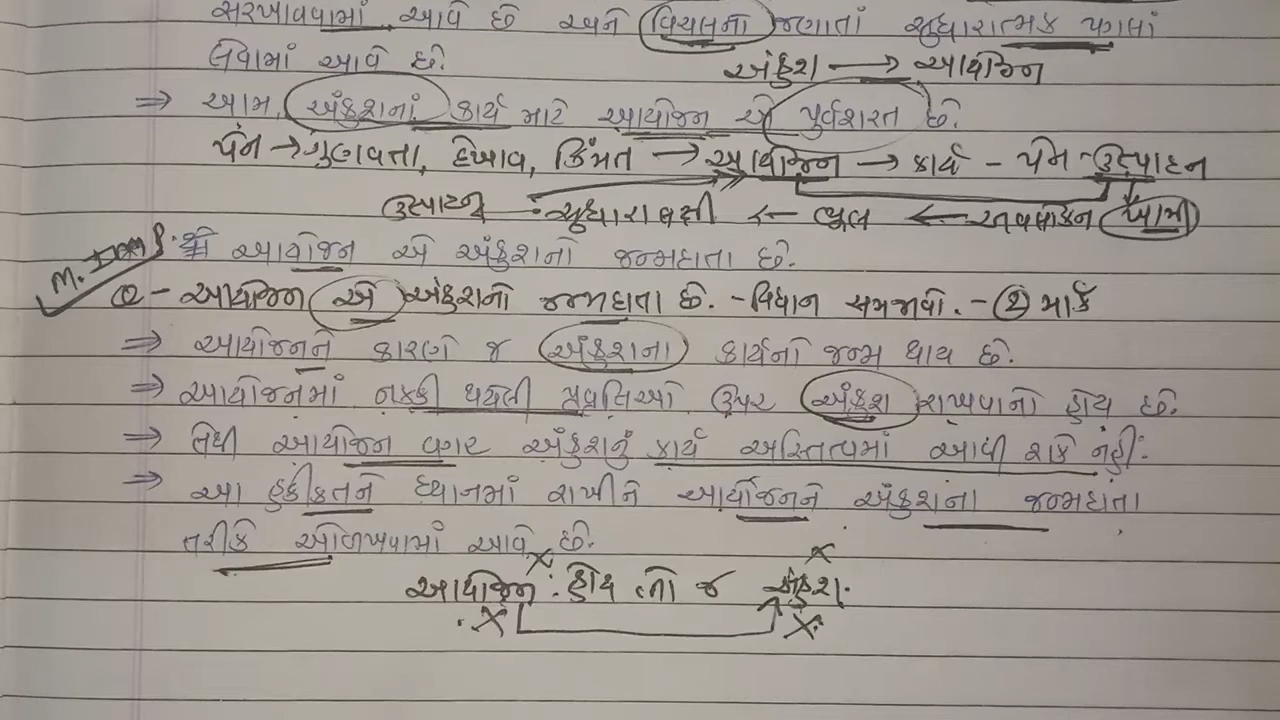 સરખાવવામાં આવે છે અને વિચલનો જણાતાં સુધારાત્મક પગલાં
લેવામાં આવે છે.
અંકુશ → આયોજન
⇒ આમ, અંકુશનાં કાર્ય માટે આયોજન એ પુર્વશરત છે.
પેન → ગુણવત્તા, દેખાવ, કિંમત → આયોજન → કાર્ય - પેન - ઉત્પાદન
ઉત્પાદન સુધારાલક્ષી ← ભૂલ ← અવલોકન ખામી
M. IMP
આયોજન એ અંકુશનો જન્મદાતા છે.
Q - આયોજન એ અંકુશનો જન્મદાતા છે. - વિધાન સમજાવો. - ② માર્ક
⇒ આયોજનને કારણે જ અંકુશના કાર્યનો જન્મ થાય છે.
⇒ આયોજનમાં નક્કી થયેલી પ્રવૃત્તિઓ ઉપર અંકુશ રાખવાનો હોય છે.
⇒ તેથી આયોજન વગર અંકુશનું કાર્ય અસ્તિત્વમાં આવી શકે નહીં.
⇒ આ હકીકતને ધ્યાનમાં રાખીને આયોજનને અંકુશના જન્મદાતા
તરીકે ઓળખવામાં આવે છે.
આયોજન હોય તો જ અંકુશ.